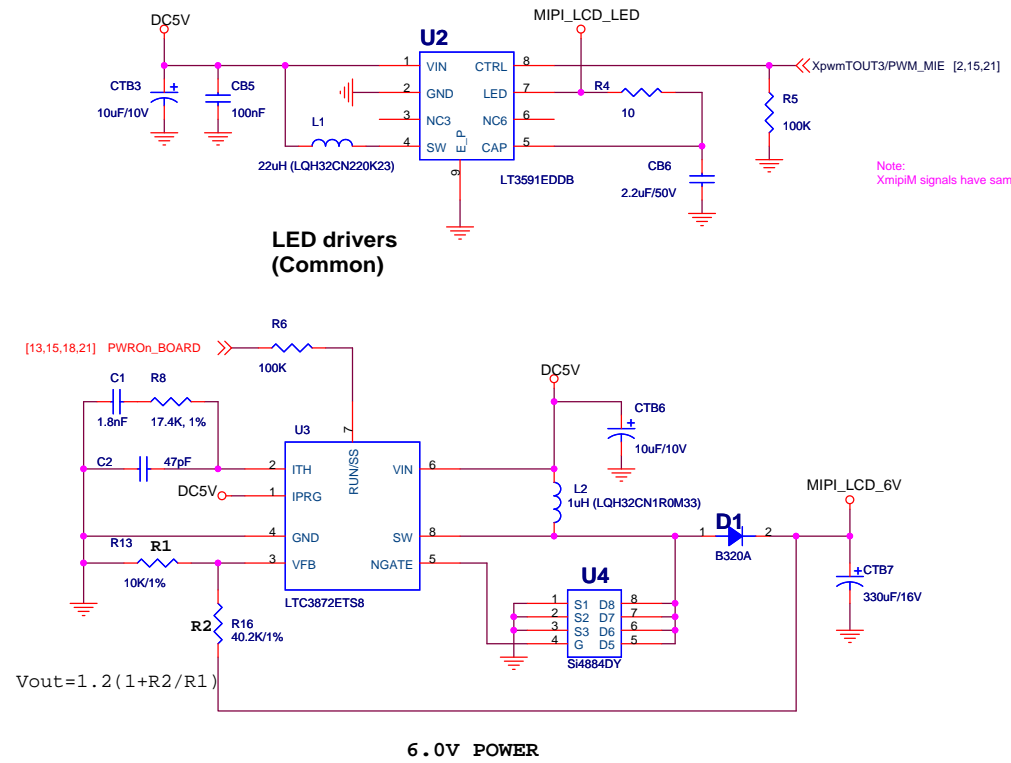 DC5V
MIPI_LCD_LED
U2
1 VIN CTRL 8
XpwmTOUT3/PWM_MIE [2,15,21]
CTB3
10uF/10V
CB5
100nF
2 GND LED 7
R4
10
R5
100K
L1
3 NC3 NC6 6
4 SW E_P CAP 5
22uH (LQH32CN220K23)
9
LT3591EDDB
CB6
2.2uF/50V
Note:
XmipiM signals have sam
LED drivers
(Common)
R6
[13,15,18,21] PWROn_BOARD
100K
C1
1.8nF
R8
17.4K, 1%
DC5V
CTB6
10uF/10V
U3
7
RUN/SS
C2
47pF
2 ITH VIN 6
DC5V
1 IPRG
L2
1uH (LQH32CN1R0M33)
MIPI_LCD_6V
4 GND SW 8
1 D1 2
B320A
R13
R1
10K/1%
3 VFB NGATE 5
LTC3872ETS8
CTB7
330uF/16V
U4
1 S1 D8 8
2 S2 D7 7
3 S3 D6 6
4 G D5 5
Si4884DY
R2
R16
40.2K/1%
Vout=1.2(1+R2/R1)
6.0V POWER